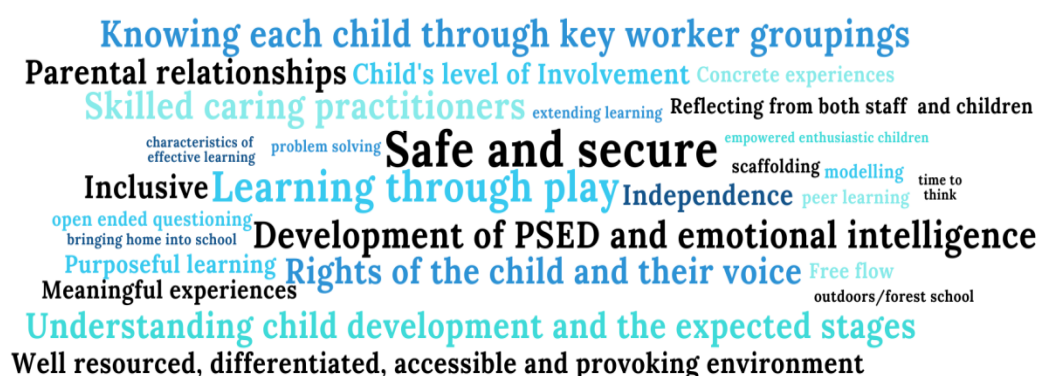 Knowing each child through key worker groupings
Parental relationships Child's level of Involvement Concrete experiences
Skilled caring practitioners extending learning Reflecting from both staff and children
characteristics of
effective learning
problem solving Safe and secure empowered enthusiastic children
scaffolding modelling time to
think
Inclusive Learning through play Independence peer learning
open ended questioning
bringing home into school Development of PSED and emotional intelligence
Purposeful learning Rights of the child and their voice Free flow
Meaningful experiences outdoors/forest school
Understanding child development and the expected stages
Well resourced, differentiated, accessible and provoking environment